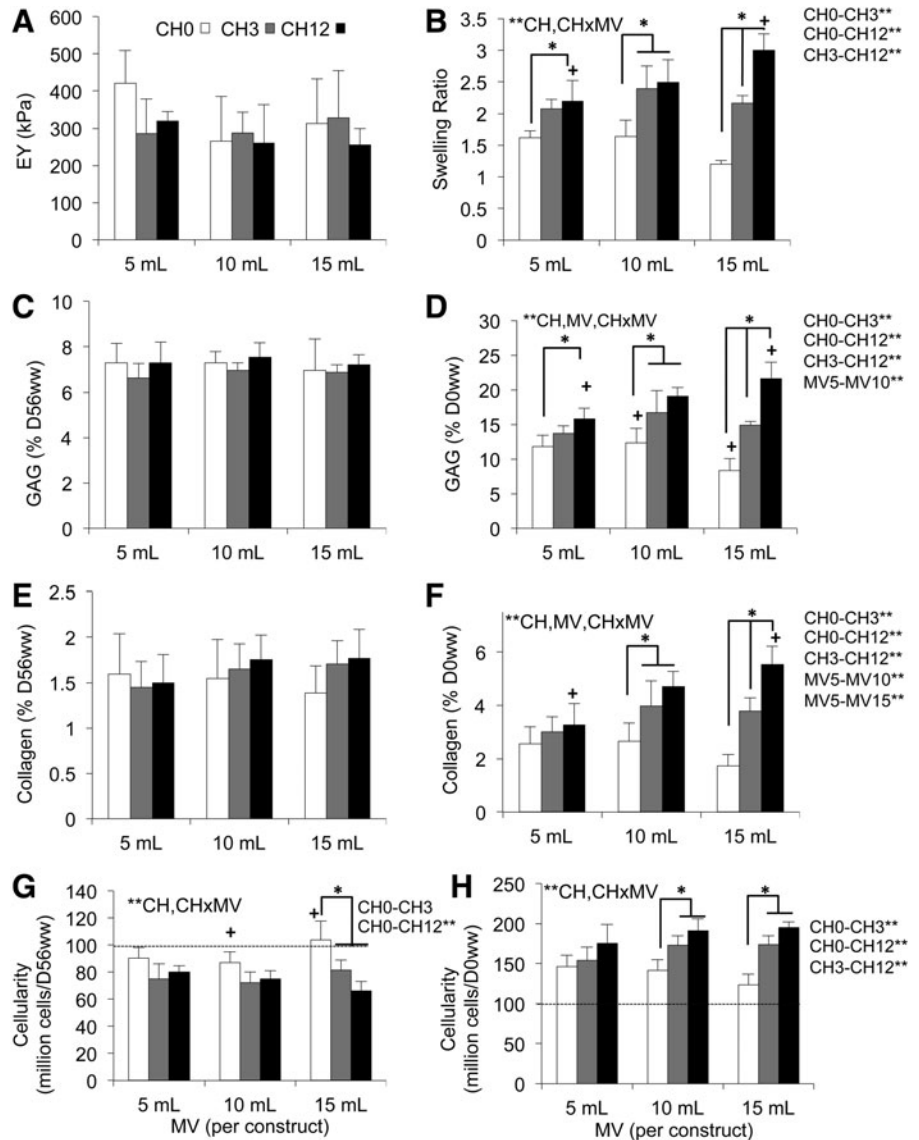 A
CH0 CH3 CH12
EY (kPa)
600
500
400
300
200
100
0
5 mL 10 mL 15 mL
B
**CH,CHxMV
* * * + +
CH0-CH3**
CH0-CH12**
CH3-CH12**
Swelling Ratio
3.5
3
2.5
2
1.5
1
0.5
0
5 mL 10 mL 15 mL
C
GAG (% D56ww)
10
8
6
4
2
0
5 mL 10 mL 15 mL
D
**CH,MV,CHxMV
* * * + + + +
CH0-CH3**
CH0-CH12**
CH3-CH12**
MV5-MV10**
GAG (% D0ww)
30
25
20
15
10
5
0
5 mL 10 mL 15 mL
E
Collagen (% D56ww)
2.5
2
1.5
1
0.5
0
5 mL 10 mL 15 mL
F
**CH,MV,CHxMV
* * + +
CH0-CH3**
CH0-CH12**
CH3-CH12**
MV5-MV10**
MV5-MV15**
Collagen (% D0ww)
6
4
2
0
5 mL 10 mL 15 mL
G
**CH,CHxMV
+ + *
CH0-CH3
CH0-CH12**
Cellularity
(million cells/D56ww)
140
120
100
80
60
40
20
0
5 mL 10 mL 15 mL
MV (per construct)
H
**CH,CHxMV
* *
CH0-CH3**
CH0-CH12**
CH3-CH12**
Cellularity
(million cells/D0ww)
250
200
150
100
50
0
5 mL 10 mL 15 mL
MV (per construct)